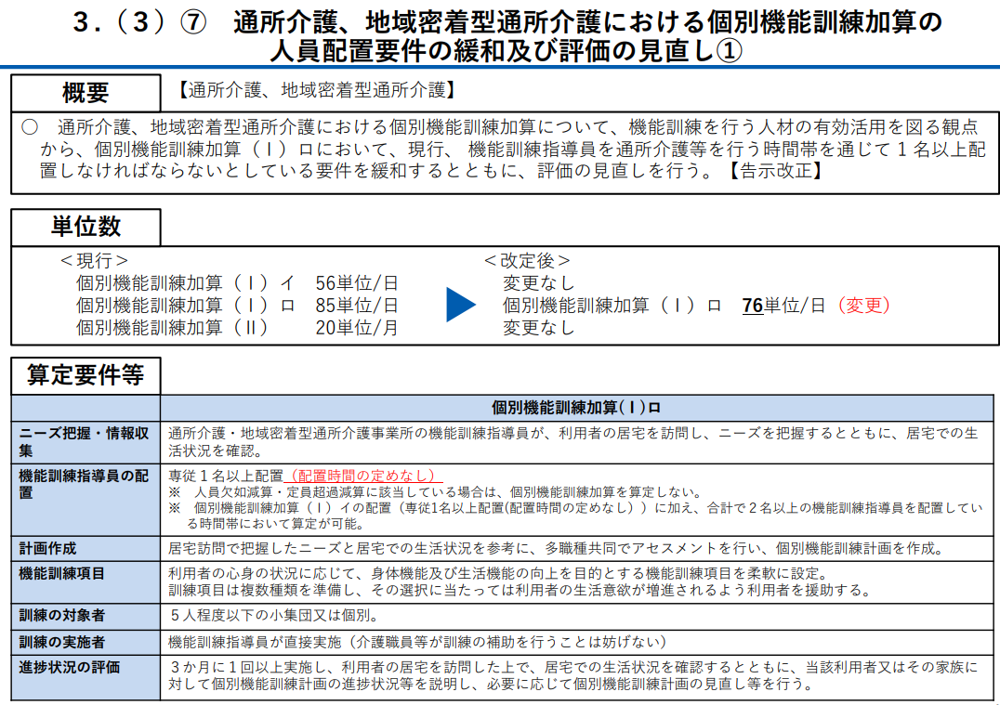 ３．（３）⑦　通所介護、地域密着型通所介護における個別機能訓練加算の
人員配置要件の緩和及び評価の見直し①
概要
【通所介護、地域密着型通所介護】
○　通所介護、地域密着型通所介護における個別機能訓練加算について、機能訓練を行う人材の有効活用を図る観点
から、個別機能訓練加算（Ⅰ）ロにおいて、現行、 機能訓練指導員を通所介護等を行う時間帯を通じて１名以上配
置しなければならないとしている要件を緩和するとともに、評価の見直しを行う。【告示改正】
単位数
＜現行＞
個別機能訓練加算（Ⅰ）イ　56単位/日
個別機能訓練加算（Ⅰ）ロ　85単位/日
個別機能訓練加算（Ⅱ）　20単位/月
＜改定後＞
変更なし
個別機能訓練加算（Ⅰ）ロ　76単位/日（変更）
変更なし
算定要件等
個別機能訓練加算(Ⅰ)ロ
ニーズ把握・情報収
集
通所介護・地域密着型通所介護事業所の機能訓練指導員が、利用者の居宅を訪問し、ニーズを把握するとともに、居宅での生
活状況を確認。
機能訓練指導員の配
置
専従１名以上配置（配置時間の定めなし）
※　人員欠如減算・定員超過減算に該当している場合は、個別機能訓練加算を算定しない。
※　個別機能訓練加算（Ⅰ）イの配置（専従1名以上配置(配置時間の定めなし））に加え、合計で２名以上の機能訓練指導員を配置してい
る時間帯において算定が可能。
計画作成
居宅訪問で把握したニーズと居宅での生活状況を参考に、多職種共同でアセスメントを行い、個別機能訓練計画を作成。
機能訓練項目
利用者の心身の状況に応じて、身体機能及び生活機能の向上を目的とする機能訓練項目を柔軟に設定。
訓練項目は複数種類を準備し、その選択に当たっては利用者の生活意欲が増進されるよう利用者を援助する。
訓練の対象者
５人程度以下の小集団又は個別。
訓練の実施者
機能訓練指導員が直接実施（介護職員等が訓練の補助を行うことは妨げない）
進捗状況の評価
３か月に１回以上実施し、利用者の居宅を訪問した上で、居宅での生活状況を確認するとともに、当該利用者又はその家族に
対して個別機能訓練計画の進捗状況等を説明し、必要に応じて個別機能訓練計画の見直し等を行う。